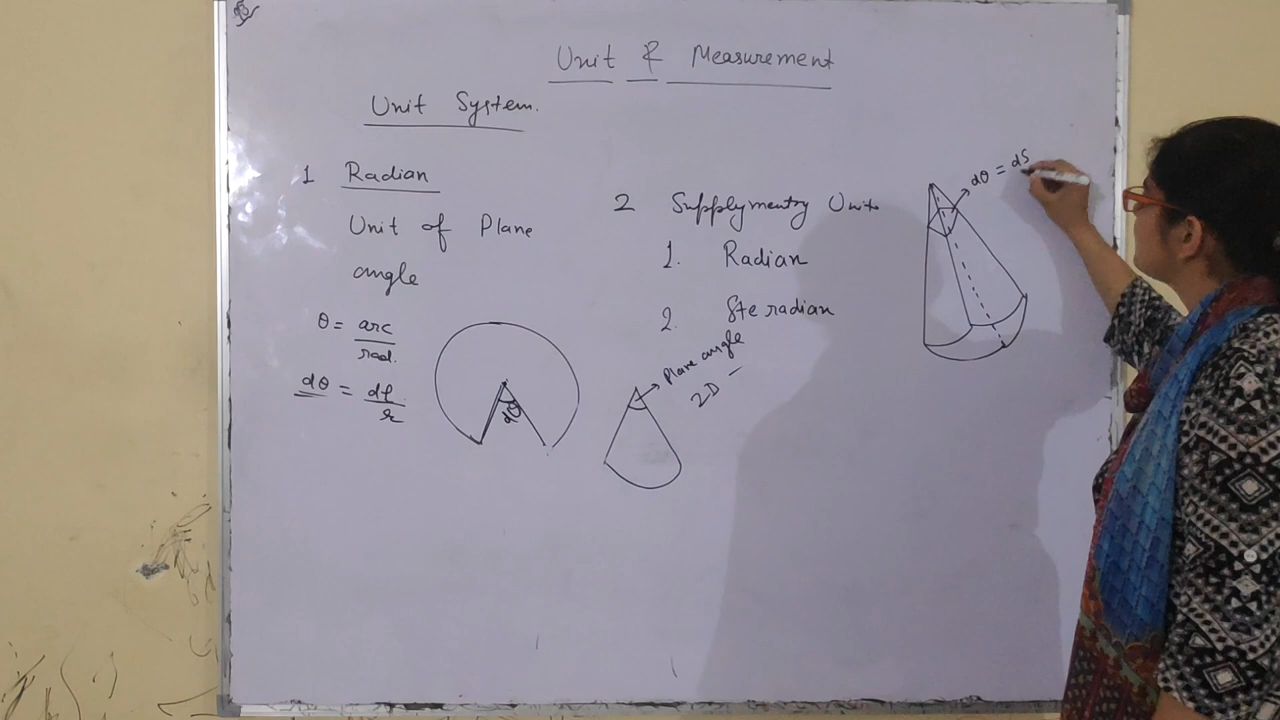 Unit & Measurement
Unit System.
1 Radian
Unit of Plane
angle
θ = arc
rad.
dθ = dl
r
dθ
2 Supplymentry Units
1. Radian
2. Ste radian
Plane angle
2D –
dθ = dS